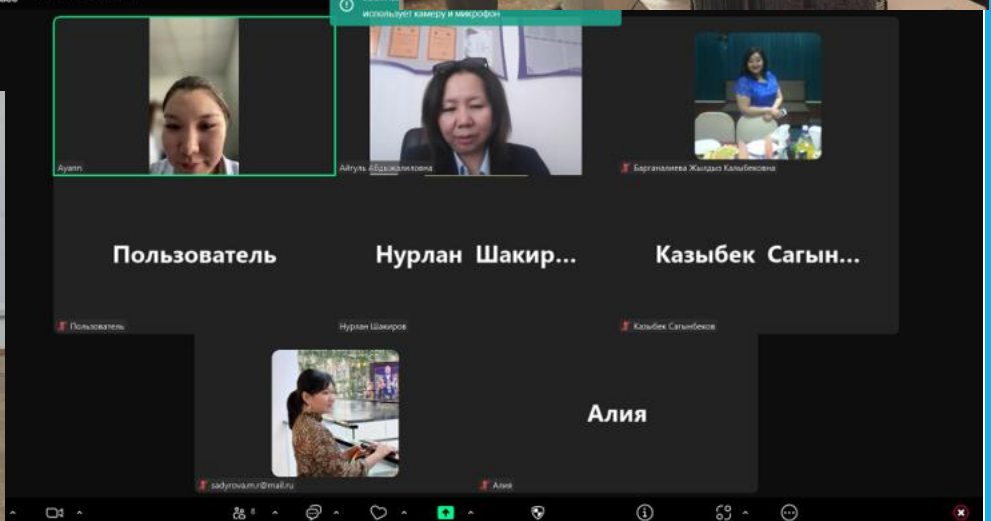 использует камеру и микрофон
Ayann
Айгуль Абдыжалиловна
Барганалиева Жылдыз Калыбековна
Пользователь
Нурлан Шакир...
Казыбек Сагын...
Пользователь
Нурлан Шакиров
Казыбек Сагынбеков
Алия
sadyrova.m.r@mail.ru
Алия
8